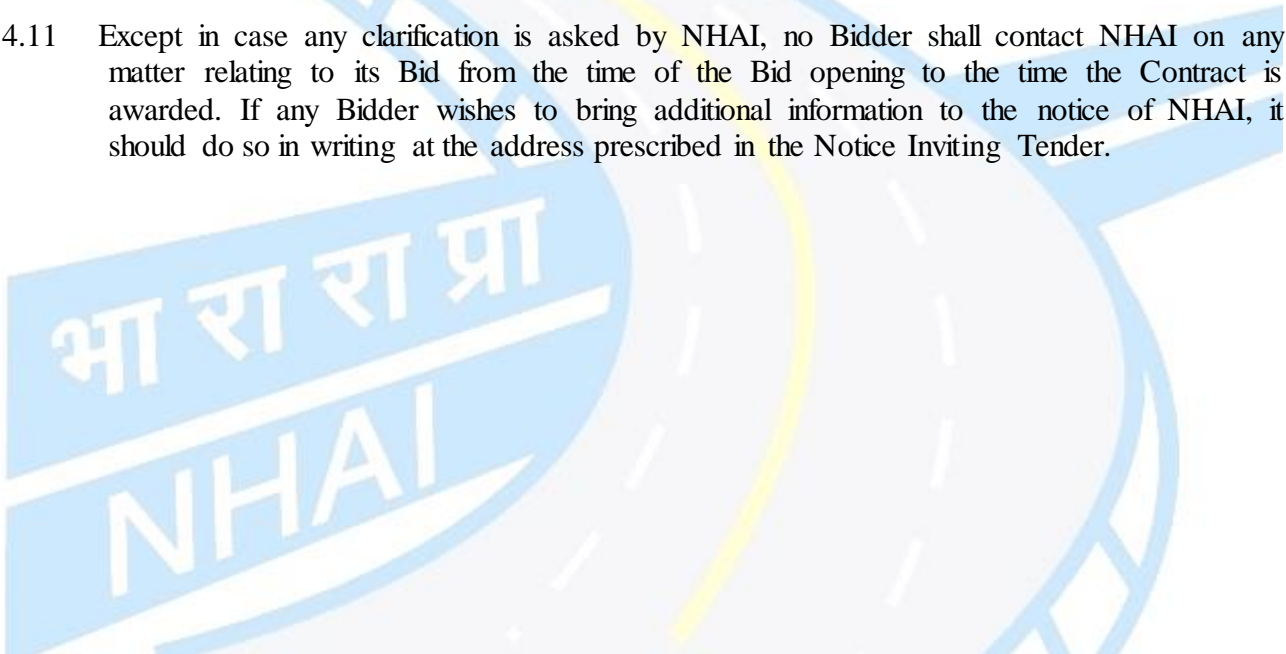 4.11 Except in case any clarification is asked by NHAI, no Bidder shall contact NHAI on any
matter relating to its Bid from the time of the Bid opening to the time the Contract is
awarded. If any Bidder wishes to bring additional information to the notice of NHAI, it
should do so in writing at the address prescribed in the Notice Inviting Tender.
भा रा रा प्रा
NHAI